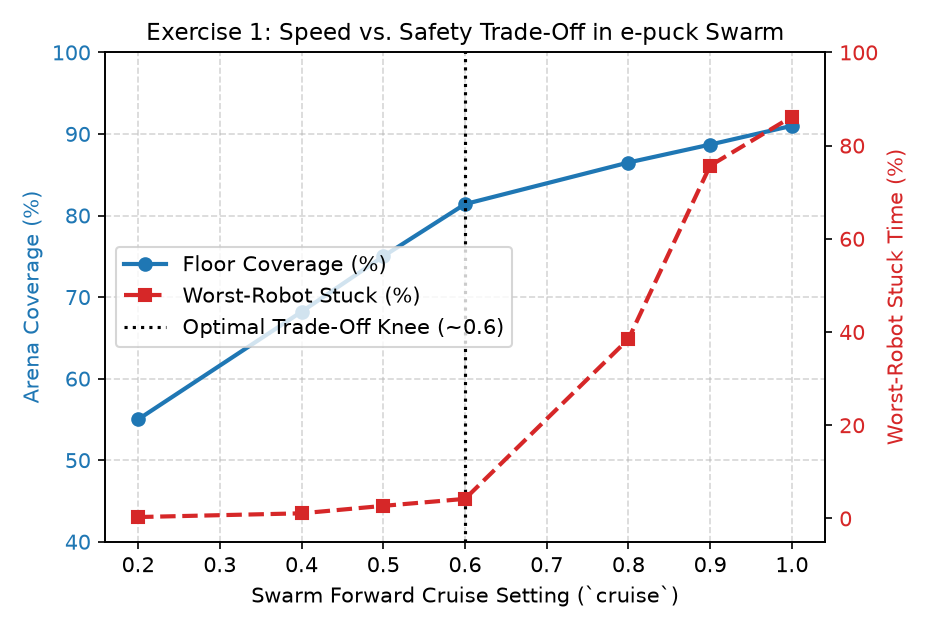 Exercise 1: Speed vs. Safety Trade-Off in e-puck Swarm
Arena Coverage (%)
100
90
80
70
60
50
40
Floor Coverage (%)
Worst-Robot Stuck (%)
Optimal Trade-Off Knee (~0.6)
100
80
60
40
20
0
Worst-Robot Stuck Time (%)
0.2 0.3 0.4 0.5 0.6 0.7 0.8 0.9 1.0
Swarm Forward Cruise Setting (`cruise`)